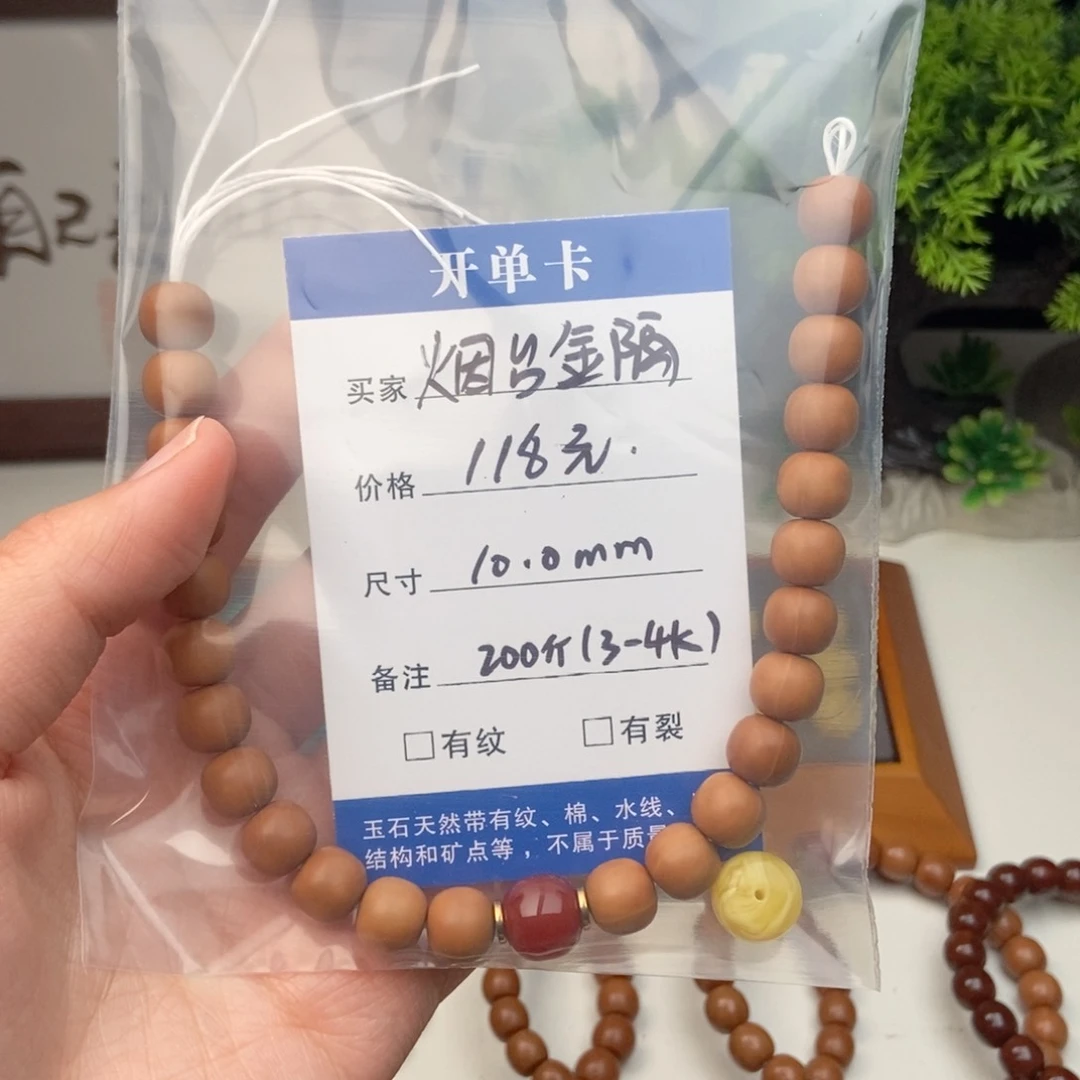 开单卡
买家 烟台金隔
价格 118元.
尺寸 10.0mm
备注 200斤(3-4k)
□有纹 □有裂
玉石天然带有纹、棉、水线、
结构和矿点等，不属于质量